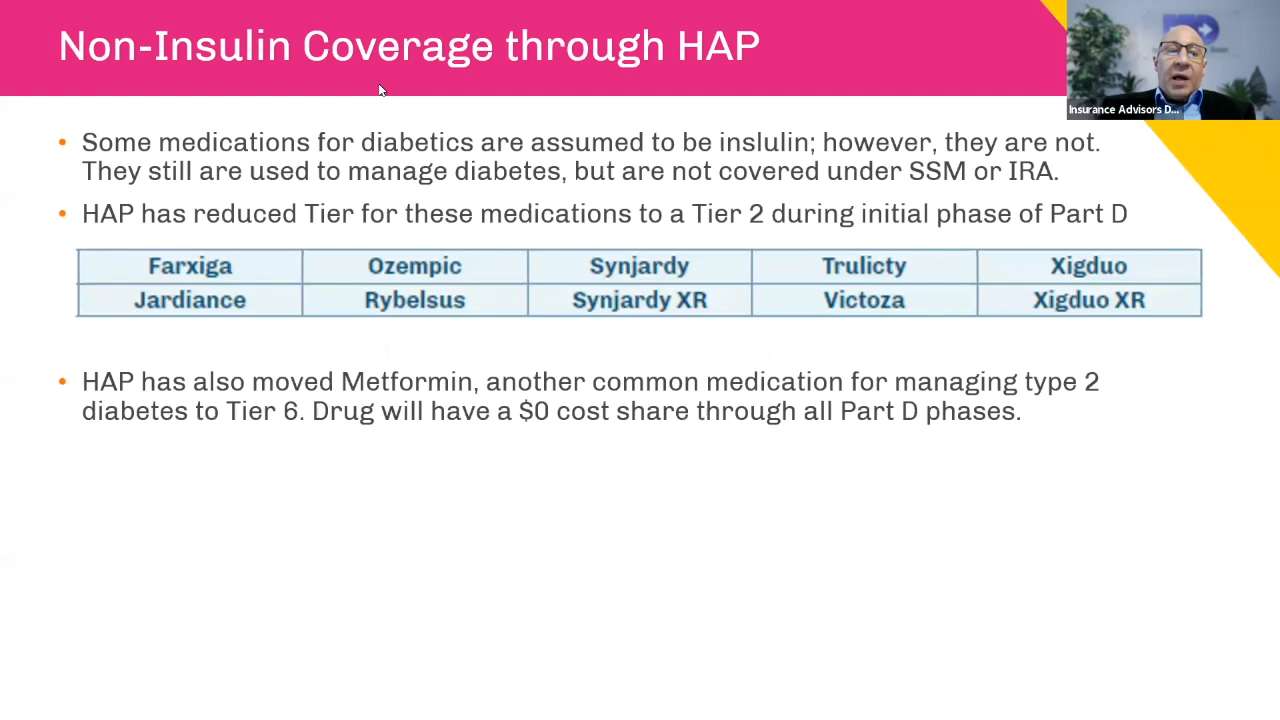 Non-Insulin Coverage through HAP
Insurance Advisors D...
• Some medications for diabetics are assumed to be inslulin; however, they are not.
They still are used to manage diabetes, but are not covered under SSM or IRA.
• HAP has reduced Tier for these medications to a Tier 2 during initial phase of Part D
Farxiga Ozempic Synjardy Trulicty Xigduo
Jardiance Rybelsus Synjardy XR Victoza Xigduo XR
• HAP has also moved Metformin, another common medication for managing type 2
diabetes to Tier 6. Drug will have a $0 cost share through all Part D phases.